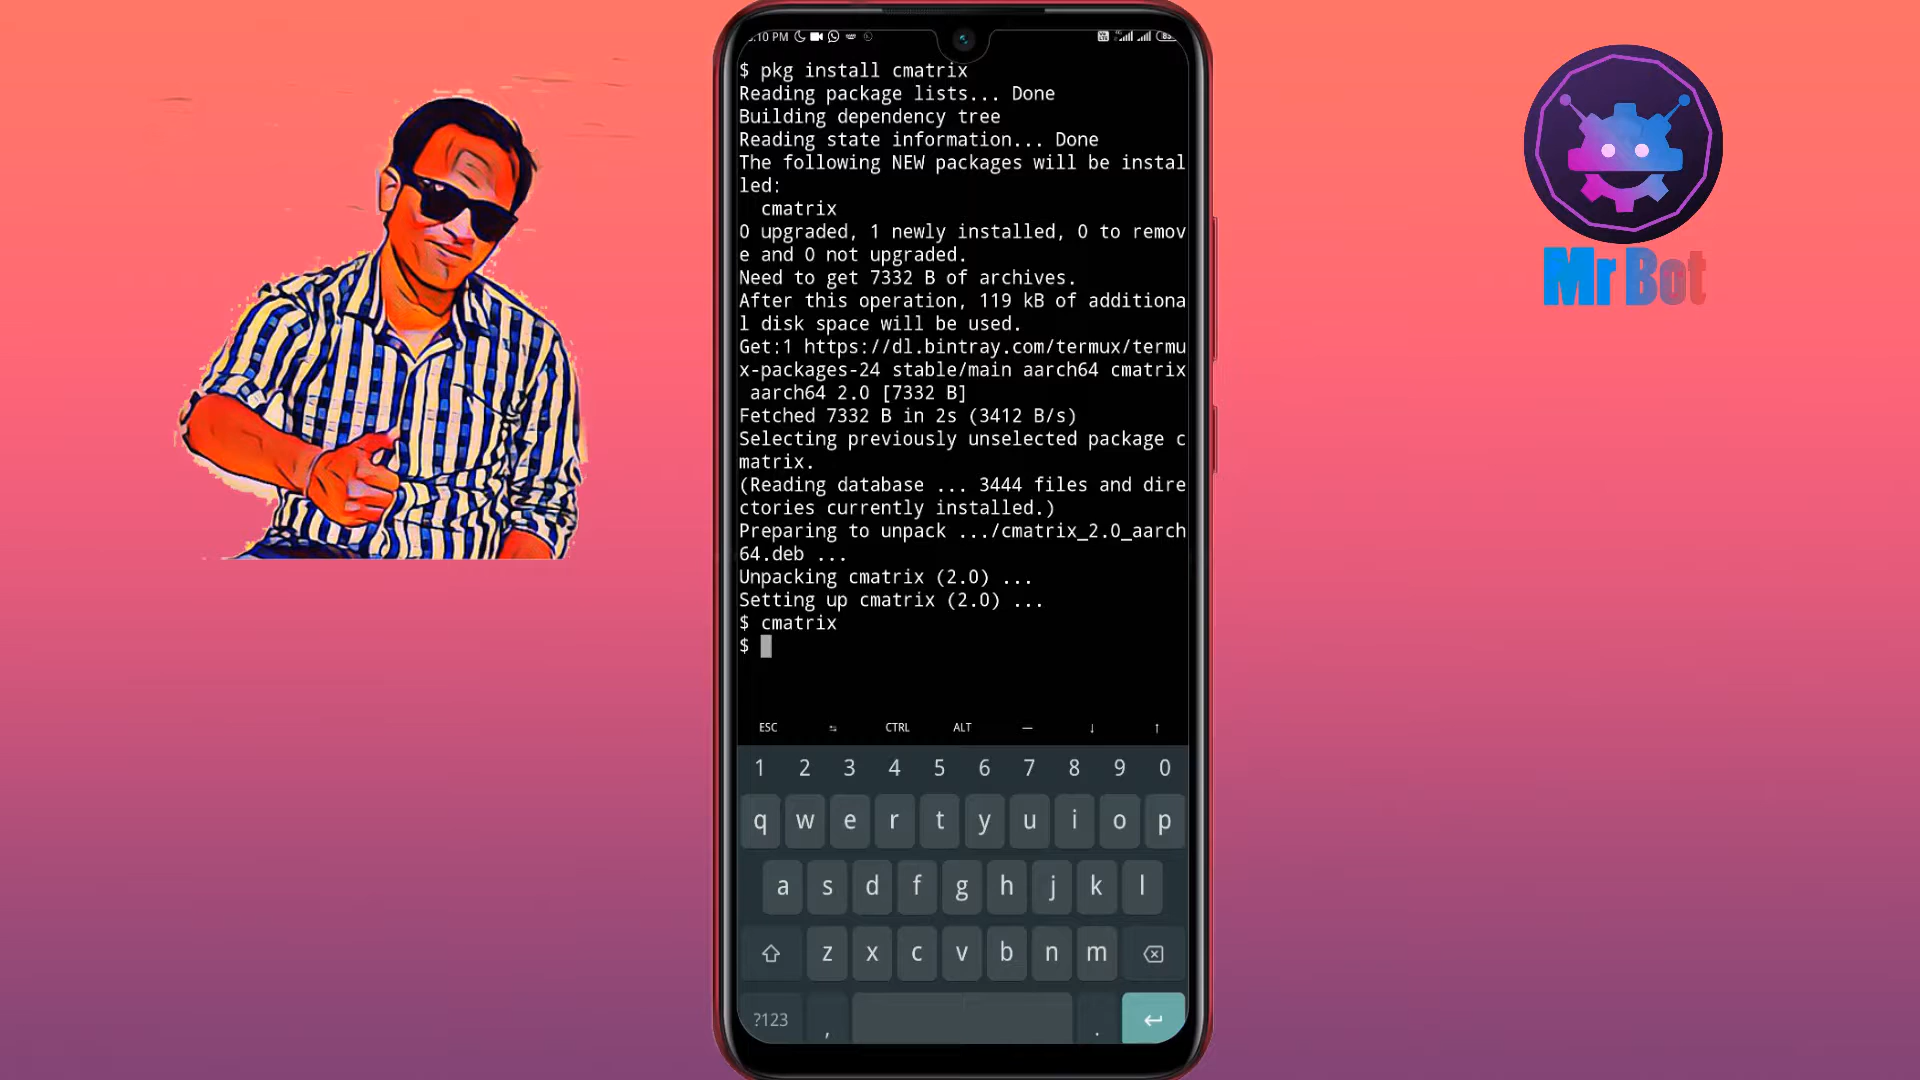 :10 PM
$ pkg install cmatrix
Reading package lists... Done
Building dependency tree
Reading state information... Done
The following NEW packages will be instal
led:
cmatrix
0 upgraded, 1 newly installed, 0 to remov
e and 0 not upgraded.
Need to get 7332 B of archives.
After this operation, 119 kB of additiona
l disk space will be used.
Get:1 https://dl.bintray.com/termux/termu
x-packages-24 stable/main aarch64 cmatrix
aarch64 2.0 [7332 B]
Fetched 7332 B in 2s (3412 B/s)
Selecting previously unselected package c
matrix.
(Reading database ... 3444 files and dire
ctories currently installed.)
Preparing to unpack .../cmatrix_2.0_aarch
64.deb ...
Unpacking cmatrix (2.0) ...
Setting up cmatrix (2.0) ...
$ cmatrix
$
ESC ⇆ CTRL ALT — ↓ ↑
1 2 3 4 5 6 7 8 9 0
q w e r t y u i o p
a s d f g h j k l
z x c v b n m
?123 , .
Mr Bot